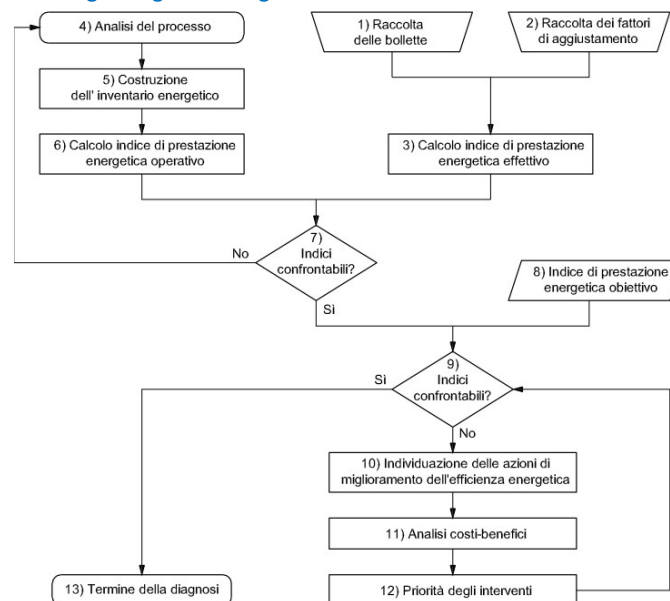 4) Analisi del processo
1) Raccolta
delle bollette
2) Raccolta dei fattori
di aggiustamento
5) Costruzione
dell' inventario energetico
6) Calcolo indice di prestazione
energetica operativo
3) Calcolo indice di prestazione
energetica effettivo
7)
Indici
confrontabili?
No
Sì
8) Indice di prestazione
energetica obiettivo
9)
Indici
confrontabili?
Sì
No
10) Individuazione delle azioni di
miglioramento dell'efficienza energetica
11) Analisi costi-benefici
13) Termine della diagnosi
12) Priorità degli interventi